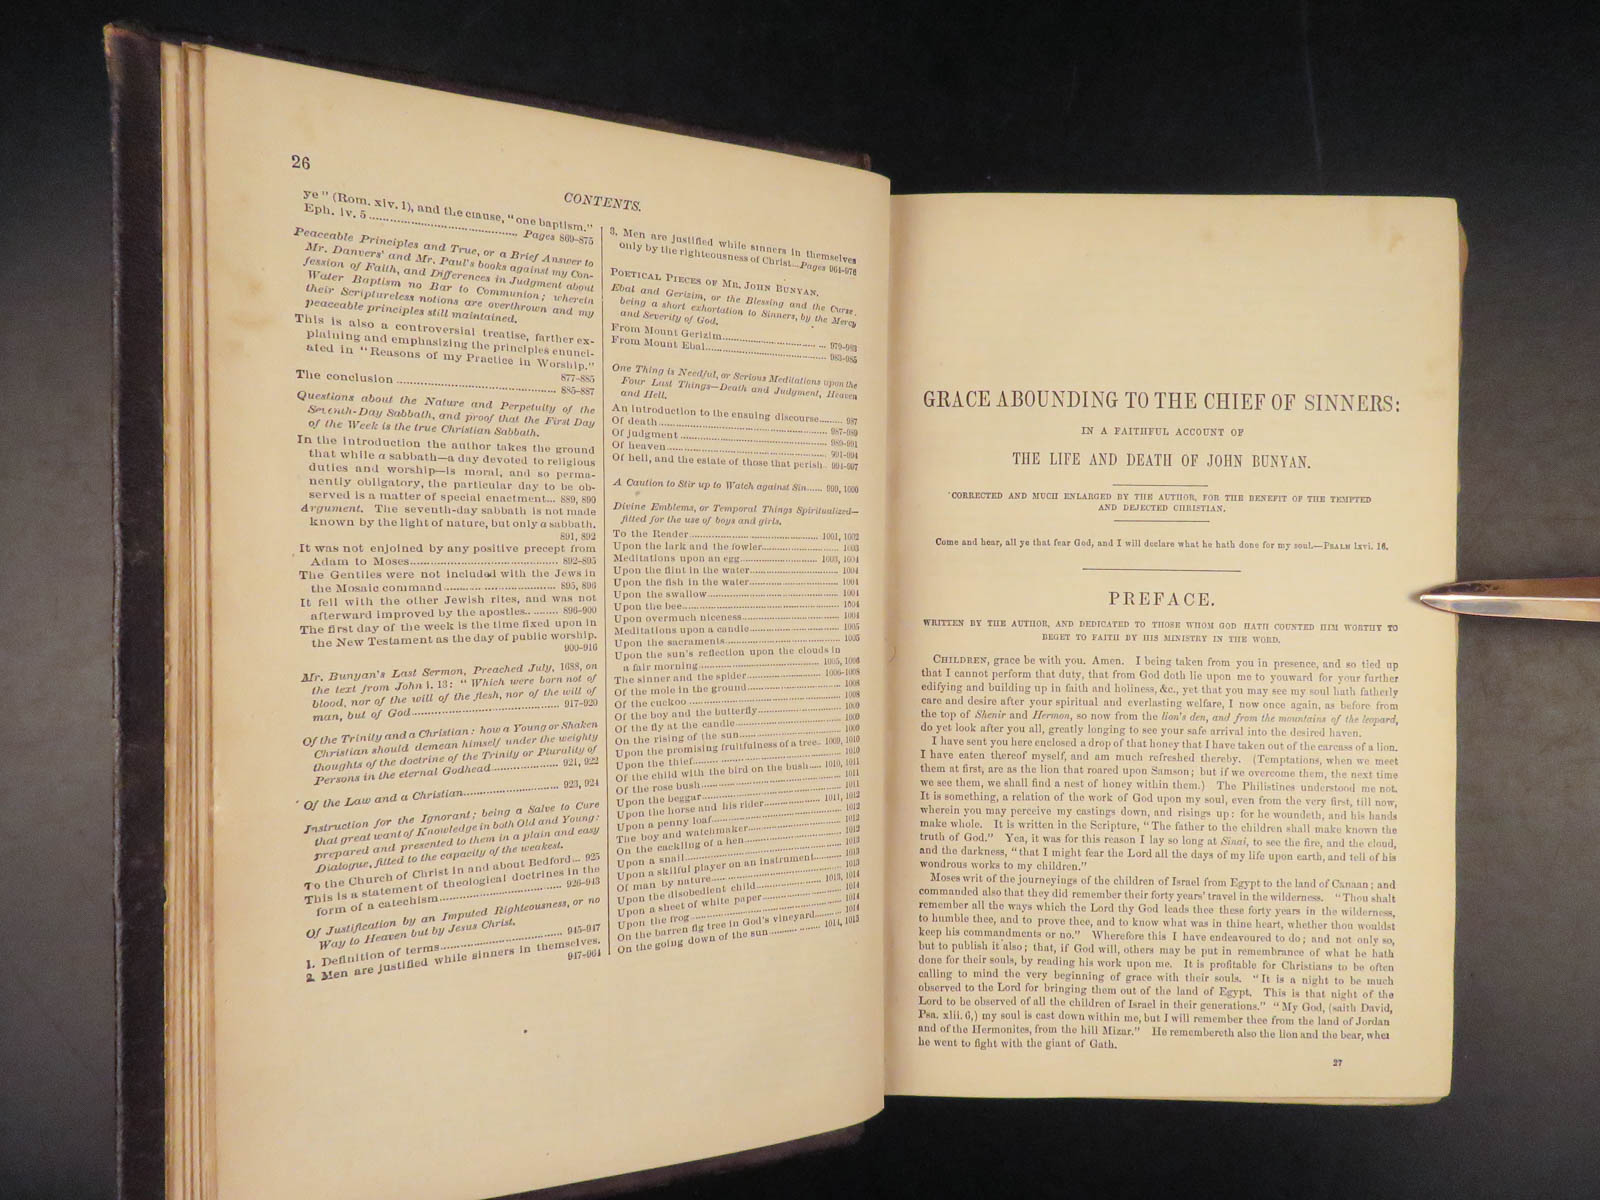 26
CONTENTS.
ye" (Rom. xiv. 1), and the clause, "one baptism."
Eph. iv. 5 ........ Pages 869-875
Peaceable Principles and True, or a Brief Answer to
Mr. Danvers' and Mr. Paul's books against my Con-
fession of Faith, and Differences in Judgment about
Water Baptism no Bar to Communion; wherein
their Scriptureless notions are overthrown and my
peaceable principles still maintained.
This is also a controversial treatise, farther ex-
plaining and emphasizing the principles enunci-
ated in "Reasons of my Practice in Worship."
877-885
The conclusion ........ 885-887
Questions about the Nature and Perpetuity of the
Seventh-Day Sabbath, and proof that the First Day
of the Week is the true Christian Sabbath.
In the introduction the author takes the ground
that while a sabbath—a day devoted to religious
duties and worship—is moral, and so perma-
nently obligatory, the particular day to be ob-
served is a matter of special enactment... 889, 890
Argument. The seventh-day sabbath is not made
known by the light of nature, but only a sabbath.
891, 892
It was not enjoined by any positive precept from
Adam to Moses........ 892-895
The Gentiles were not included with the Jews in
the Mosaic command........ 895, 896
It fell with the other Jewish rites, and was not
afterward improved by the apostles........ 896-900
The first day of the week is the time fixed upon in
the New Testament as the day of public worship.
900-916
Mr. Bunyan's Last Sermon, Preached July, 1688, on
the text from John i. 13: "Which were born not of
blood, nor of the will of the flesh, nor of the will of
man, but of God........ 917-920
Of the Trinity and a Christian: how a Young or Shaken
Christian should demean himself under the weighty
thoughts of the doctrine of the Trinity or Plurality of
Persons in the eternal Godhead........ 921, 922
Of the Law and a Christian........ 923, 924
Instruction for the Ignorant; being a Salve to Cure
that great want of Knowledge in both Old and Young:
prepared and presented to them in a plain and easy
Dialogue, fitted to the capacity of the weakest.
To the Church of Christ in and about Bedford... 925
This is a statement of theological doctrines in the
form of a catechism........ 926-943
Of Justification by an Imputed Righteousness, or no
Way to Heaven but by Jesus Christ.
1. Definition of terms........ 945-947
2. Men are justified while sinners in themselves.
947-964
3. Men are justified while sinners in themselves
only by the righteousness of Christ...Pages 964-978
POETICAL PIECES OF MR. JOHN BUNYAN.
Ebal and Gerizim, or the Blessing and the Curse.
being a short exhortation to Sinners, by the Mercy
and Severity of God.
From Mount Gerizim........ 979-983
From Mount Ebal........ 983-985
One Thing is Needful, or Serious Meditations upon the
Four Last Things—Death and Judgment, Heaven
and Hell.
An introduction to the ensuing discourse........ 987
Of death........ 987-989
Of judgment........ 989-991
Of heaven........ 991-994
Of hell, and the estate of those that perish. 994-997
A Caution to Stir up to Watch against Sin...... 999, 1000
Divine Emblems, or Temporal Things Spiritualized—
fitted for the use of boys and girls.
To the Reader........ 1001, 1002
Upon the lark and the fowler........ 1003
Meditations upon an egg........ 1003, 1004
Upon the flint in the water........ 1004
Upon the fish in the water........ 1004
Upon the swallow........ 1004
Upon the bee........ 1004
Upon overmuch niceness........ 1004
Meditations upon a candle........ 1005
Upon the sacraments........ 1005
Upon the sun's reflection upon the clouds in
a fair morning........ 1005, 1006
The sinner and the spider........ 1006-1008
Of the mole in the ground........ 1008
Of the cuckoo........ 1008
Of the boy and the butterfly........ 1009
Of the fly at the candle........ 1009
On the rising of the sun........ 1009
Upon the promising fruitfulness of a tree.. 1009, 1010
Upon the thief........ 1010
Of the child with the bird on the bush..... 1010, 1011
Of the rose bush........ 1011
Upon the beggar........ 1011
Upon the horse and his rider........ 1011, 1012
Upon a penny loaf........ 1012
The boy and watchmaker........ 1012
On the cackling of a hen........ 1012
Upon a snail........ 1013
Upon a skilful player on an instrument........ 1013
Of man by nature........ 1013
Upon the disobedient child........ 1013, 1014
Upon a sheet of white paper........ 1014
Upon the frog........ 1014
On the barren fig tree in God's vineyard........ 1014
On the going down of the sun........ 1014, 1015
GRACE ABOUNDING TO THE CHIEF OF SINNERS:
IN A FAITHFUL ACCOUNT OF
THE LIFE AND DEATH OF JOHN BUNYAN.
CORRECTED AND MUCH ENLARGED BY THE AUTHOR, FOR THE BENEFIT OF THE TEMPTED
AND DEJECTED CHRISTIAN.
Come and hear, all ye that fear God, and I will declare what he hath done for my soul.—PSALM lxvi. 16.
PREFACE.
WRITTEN BY THE AUTHOR, AND DEDICATED TO THOSE WHOM GOD HATH COUNTED HIM WORTHY TO
BEGET TO FAITH BY HIS MINISTRY IN THE WORD.
CHILDREN, grace be with you. Amen. I being taken from you in presence, and so tied up
that I cannot perform that duty, that from God doth lie upon me to youward for your further
edifying and building up in faith and holiness, &c., yet that you may see my soul hath fatherly
care and desire after your spiritual and everlasting welfare, I now once again, as before from
the top of Shenir and Hermon, so now from the lion's den, and from the mountains of the leopard,
do yet look after you all, greatly longing to see your safe arrival into the desired haven.
I have sent you here enclosed a drop of that honey that I have taken out of the carcass of a lion.
I have eaten thereof myself, and am much refreshed thereby. (Temptations, when we meet
them at first, are as the lion that roared upon Samson; but if we overcome them, the next time
we see them, we shall find a nest of honey within them.) The Philistines understood me not.
It is something, a relation of the work of God upon my soul, even from the very first, till now,
wherein you may perceive my castings down, and risings up: for he woundeth, and his hands
make whole. It is written in the Scripture, "The father to the children shall make known the
truth of God." Yea, it was for this reason I lay so long at Sinai, to see the fire, and the cloud,
and the darkness, "that I might fear the Lord all the days of my life upon earth, and tell of his
wondrous works to my children."
Moses writ of the journeyings of the children of Israel from Egypt to the land of Canaan; and
commanded also that they did remember their forty years' travel in the wilderness. "Thou shalt
remember all the ways which the Lord thy God leads thee these forty years in the wilderness,
to humble thee, and to prove thee, and to know what was in thine heart, whether thou wouldst
keep his commandments or no." Wherefore this I have endeavoured to do; and not only so,
but to publish it also; that, if God will, others may be put in remembrance of what he hath
done for their souls, by reading his work upon me. It is profitable for Christians to be often
calling to mind the very beginning of grace with their souls. "It is a night to be much
observed to the Lord for bringing them out of the land of Egypt. This is that night of the
Lord to be observed of all the children of Israel in their generations." "My God, (saith David,
Psa. xlii. 6,) my soul is cast down within me, but I will remember thee from the land of Jordan
and of the Hermonites, from the hill Mizar." He remembereth also the lion and the bear, when
he went to fight with the giant of Gath.
27